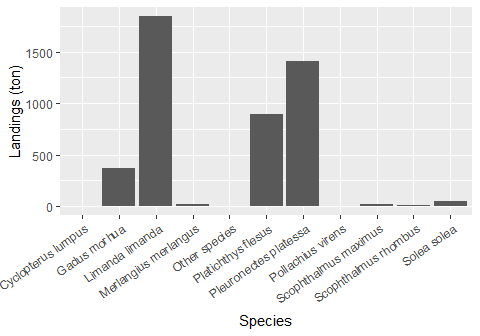 Landings (ton)
1500
1000
500
0
Cyclopterus lumpus
Gadus morhua
Limanda limanda
Merlangius merlangus
Other species
Platichthys flesus
Pleuronectes platessa
Pollachius virens
Scophthalmus maximus
Scophthalmus rhombus
Solea solea
Species